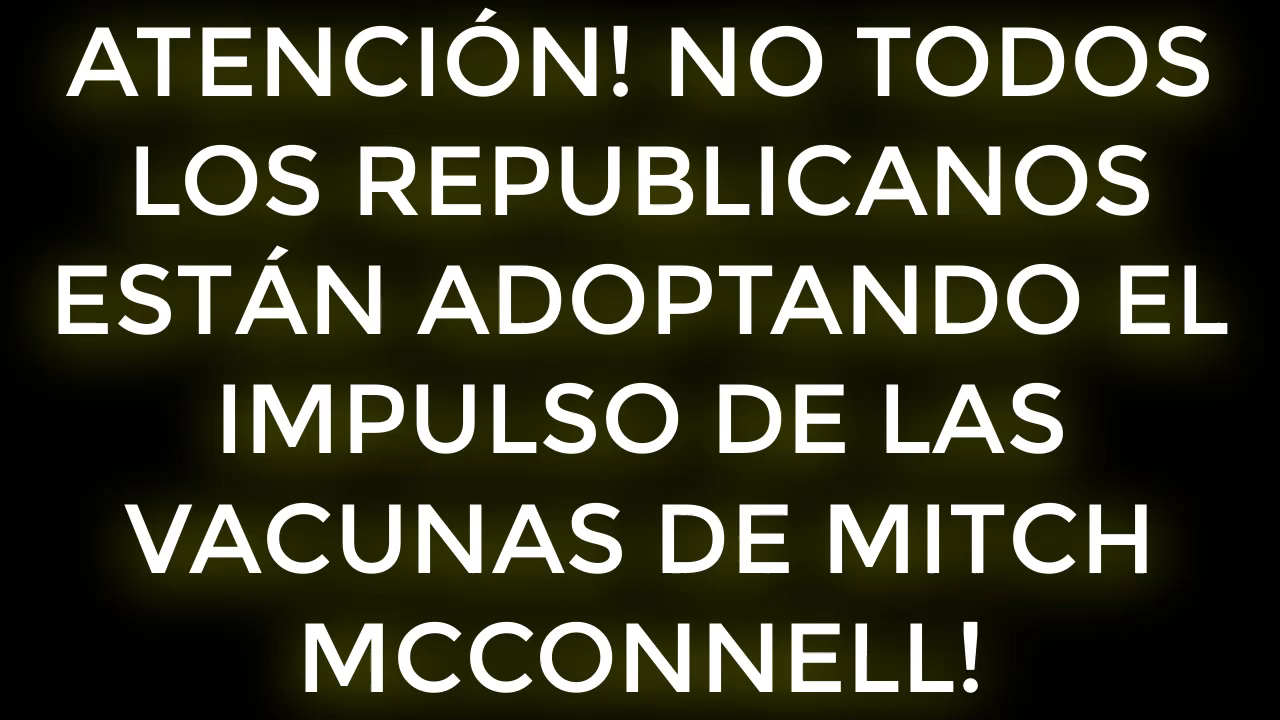 ATENCIÓN! NO TODOS
LOS REPUBLICANOS
ESTÁN ADOPTANDO EL
IMPULSO DE LAS
VACUNAS DE MITCH
MCCONNELL!